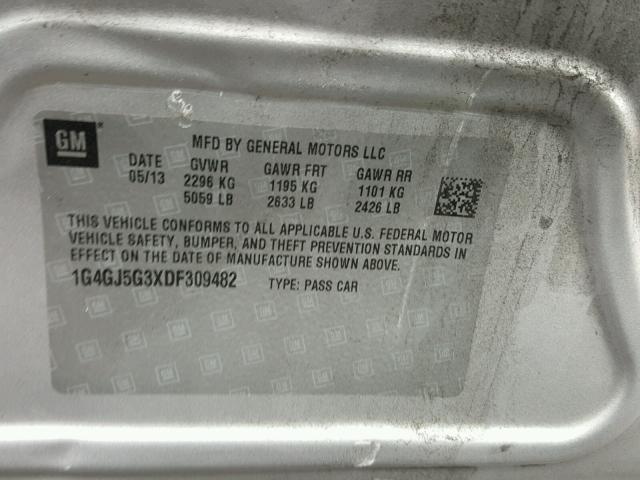 GM
MFD BY GENERAL MOTORS LLC
DATE GVWR GAWR FRT GAWR RR
05/13 2296 KG 1195 KG 1101 KG
5059 LB 2633 LB 2426 LB
THIS VEHICLE CONFORMS TO ALL APPLICABLE U.S. FEDERAL MOTOR
VEHICLE SAFETY, BUMPER, AND THEFT PREVENTION STANDARDS IN
EFFECT ON THE DATE OF MANUFACTURE SHOWN ABOVE.
1G4GJ5G3XDF309482 TYPE: PASS CAR